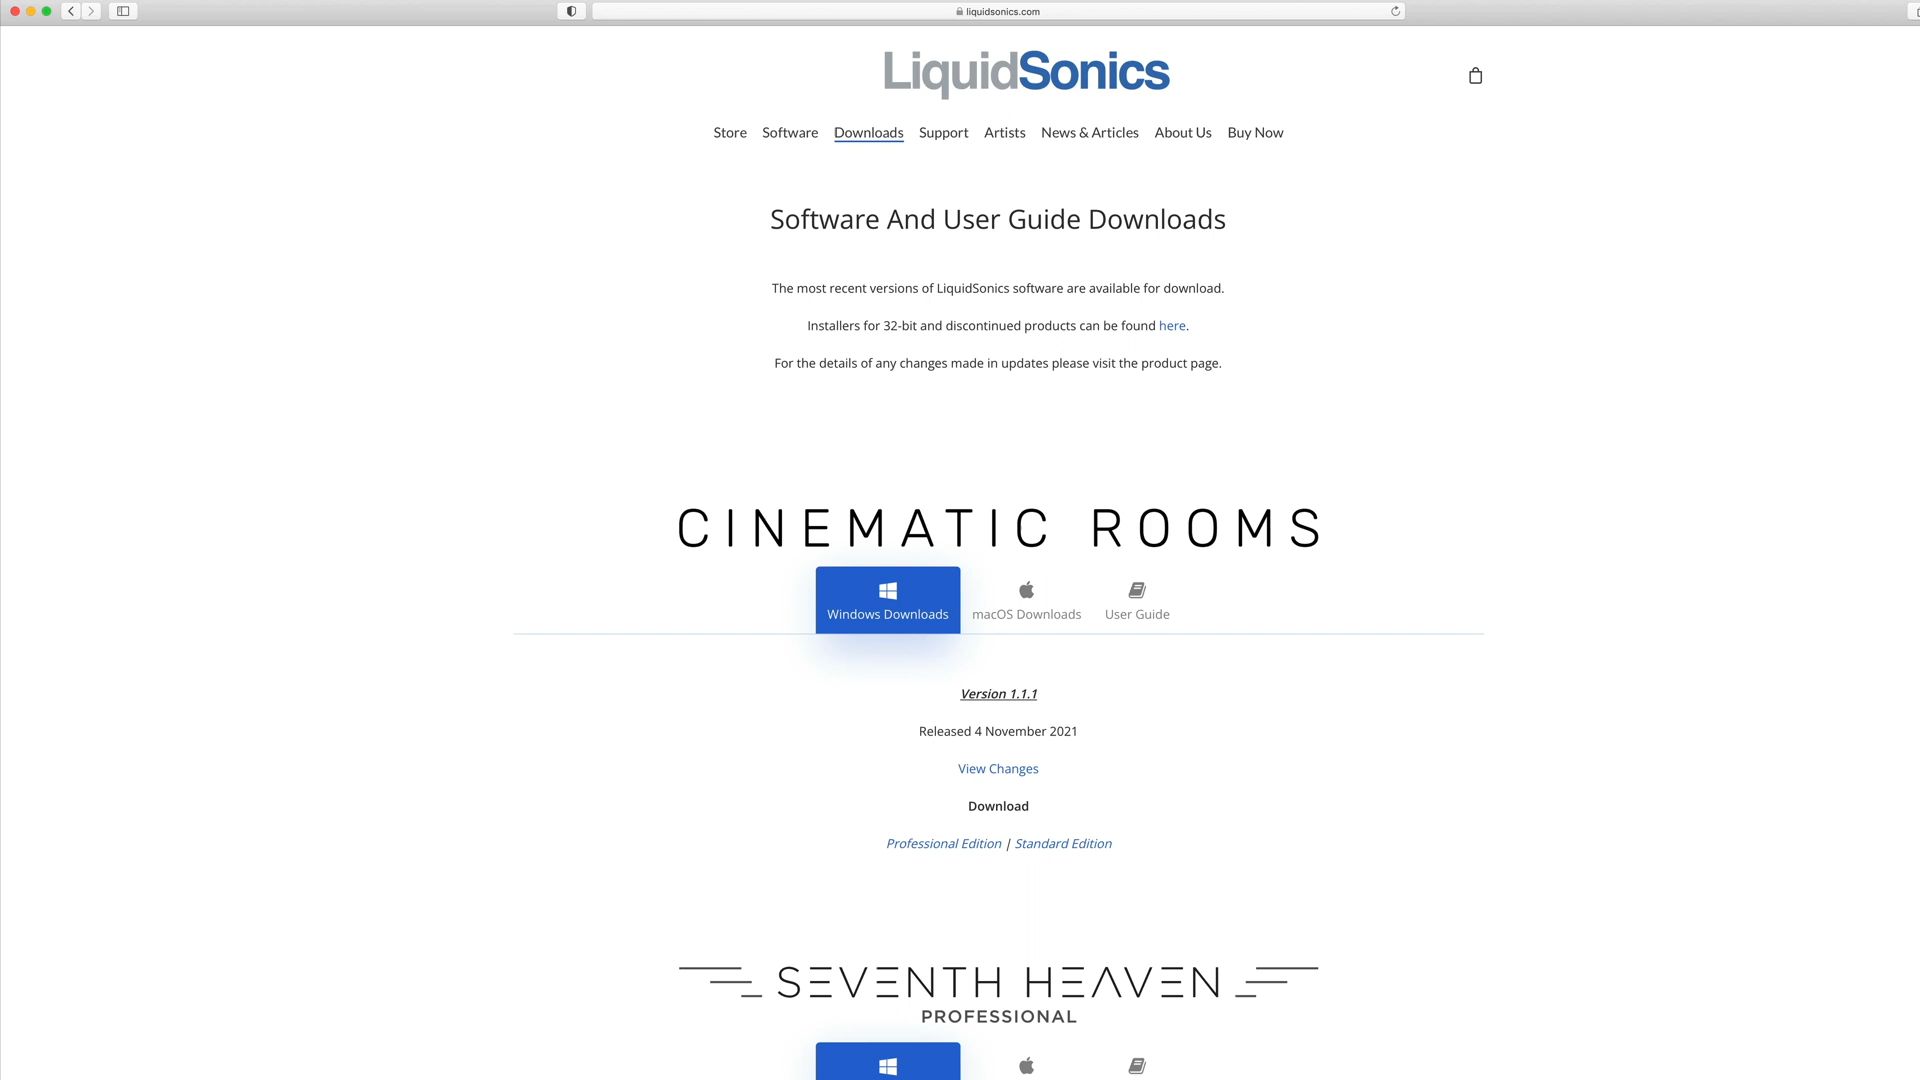 liquidsonics.com
LiquidSonics
Store Software Downloads Support Artists News & Articles About Us Buy Now
Software And User Guide Downloads
The most recent versions of LiquidSonics software are available for download.
Installers for 32-bit and discontinued products can be found here.
For the details of any changes made in updates please visit the product page.
CINEMATIC ROOMS
Windows Downloads macOS Downloads User Guide
Version 1.1.1
Released 4 November 2021
View Changes
Download
Professional Edition | Standard Edition
SEVENTH HEAVEN
PROFESSIONAL